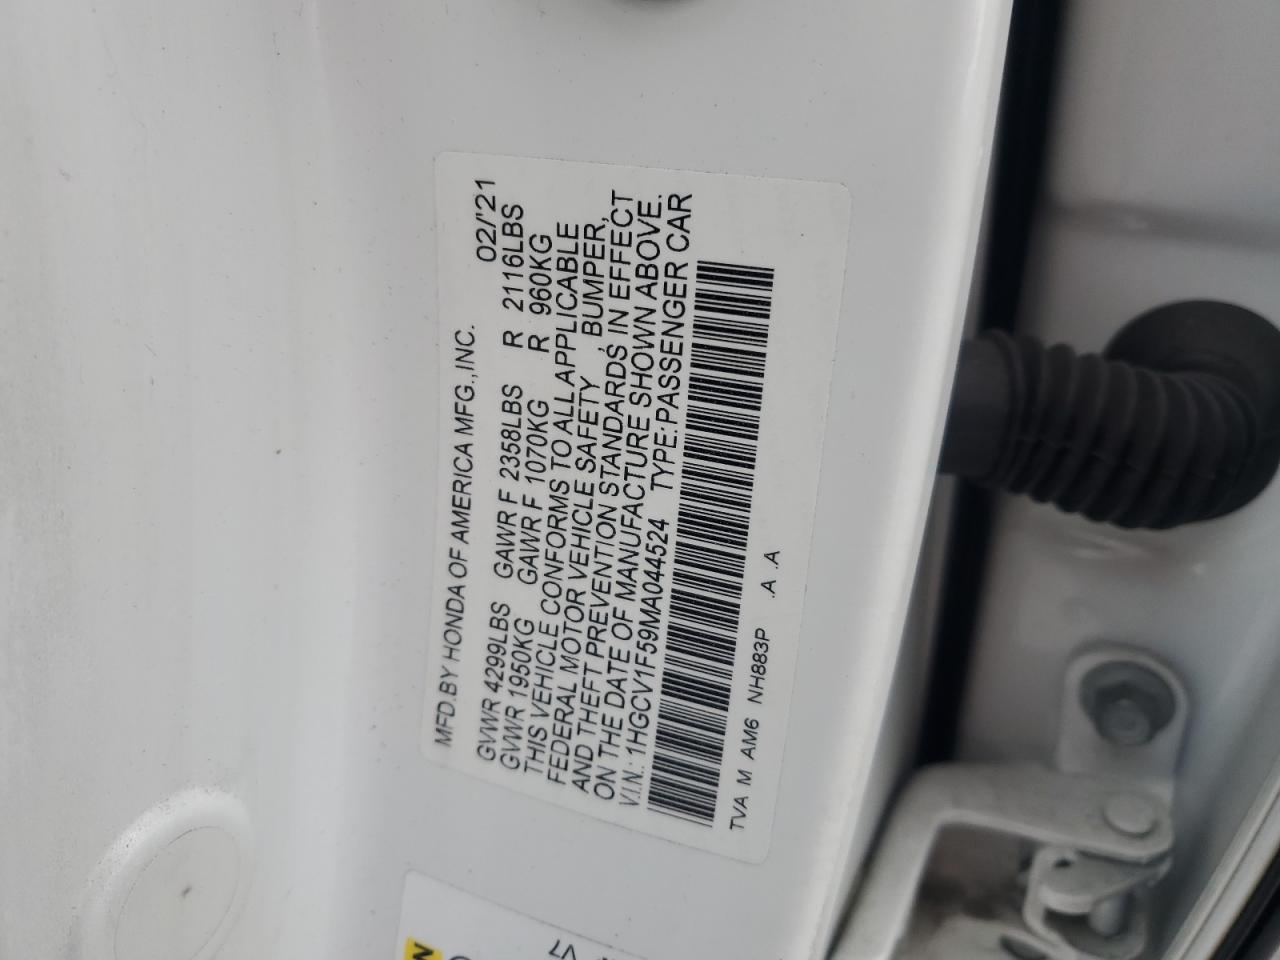 MFD.BY HONDA OF AMERICA MFG.,INC. 02/'21
GVWR 4299LBS GAWR F 2358LBS R 2116LBS
GVWR 1950KG GAWR F 1070KG R 960KG
THIS VEHICLE CONFORMS TO ALL APPLICABLE
FEDERAL MOTOR VEHICLE SAFETY, BUMPER,
AND THEFT PREVENTION STANDARDS, IN EFFECT
ON THE DATE OF MANUFACTURE SHOWN ABOVE.
V.I.N.: 1HGCV1F59MA044524 TYPE:PASSENGER CAR
TVA M AM6 NH883P .A .A